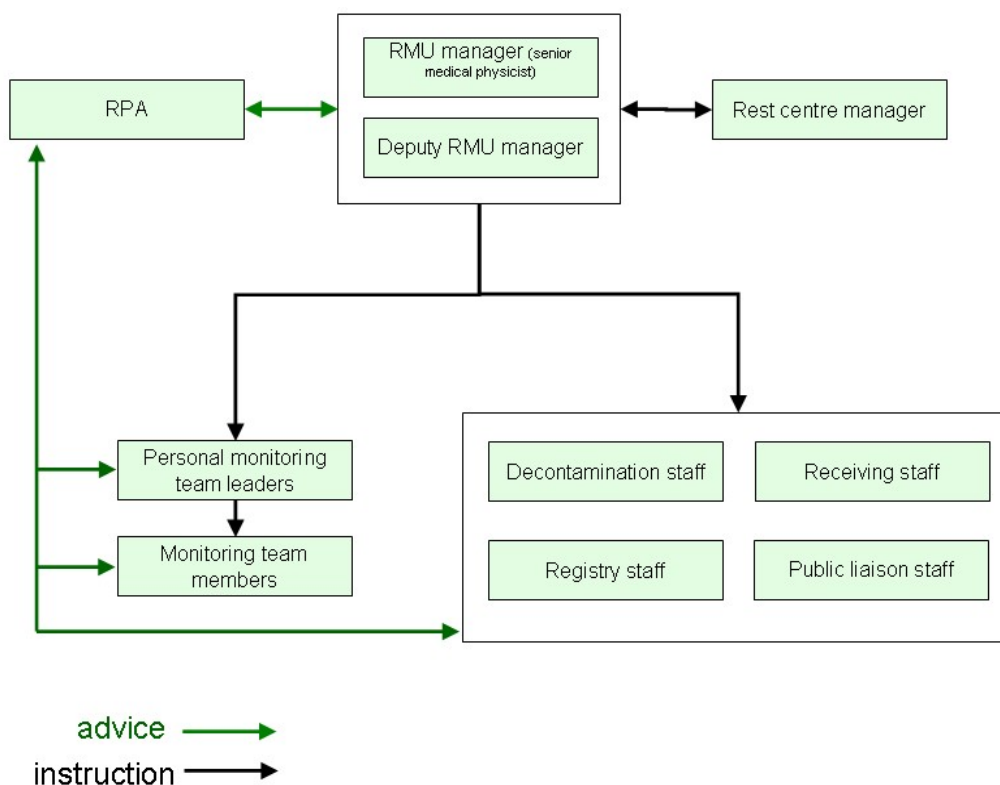 RMU manager (senior
medical physicist)
RPA
Rest centre manager
Deputy RMU manager
Personal monitoring
team leaders
Decontamination staff
Receiving staff
Monitoring team
members
Registry staff
Public liaison staff
advice
instruction